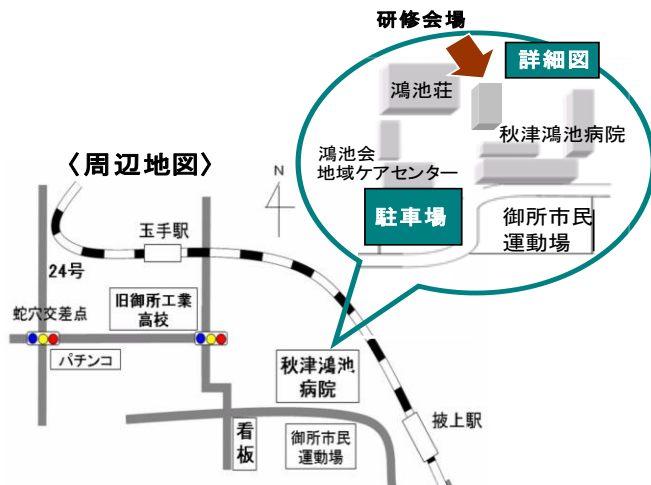 研修会場
詳細図
鴻池荘
秋津鴻池病院
鴻池会
地域ケアセンター
駐車場
御所市民
運動場
〈周辺地図〉
N
玉手駅
24号
蛇穴交差点
旧御所工業
高校
パチンコ
秋津鴻池
病院
掖上駅
看
板
御所市民
運動場